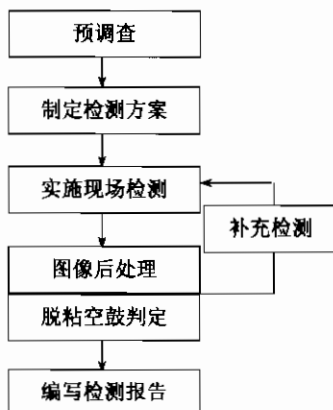 预调查
制定检测方案
实施现场检测
补充检测
图像后处理
脱粘空鼓判定
编写检测报告